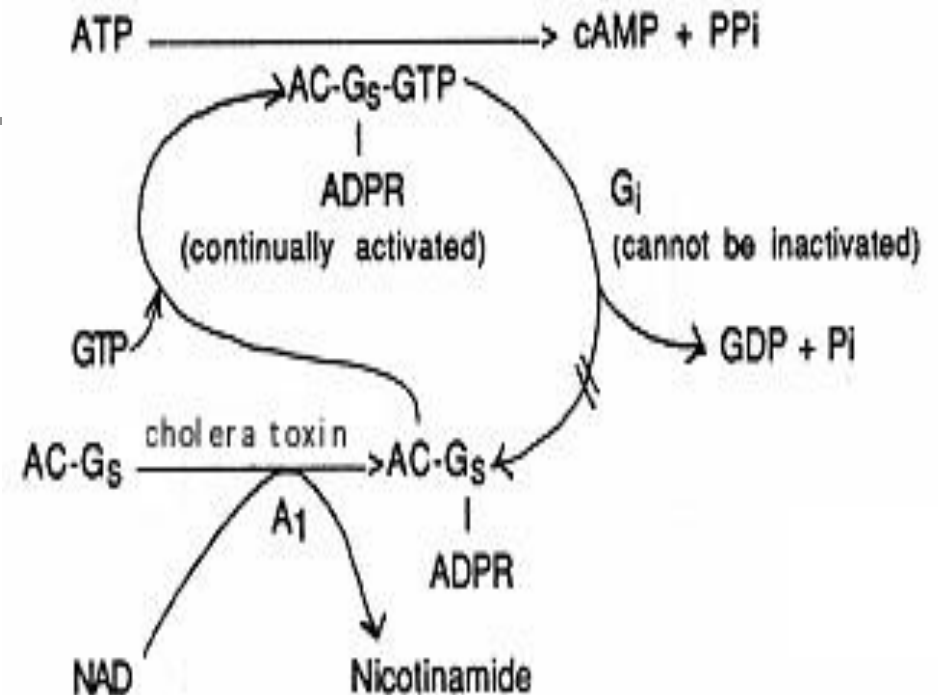 ATP ---> cAMP + PPi
AC-Gs-GTP
ADPR
(continually activated)
Gi
(cannot be inactivated)
GTP
GDP + Pi
cholera toxin
AC-Gs
AC-Gs
A1
ADPR
NAD
Nicotinamide